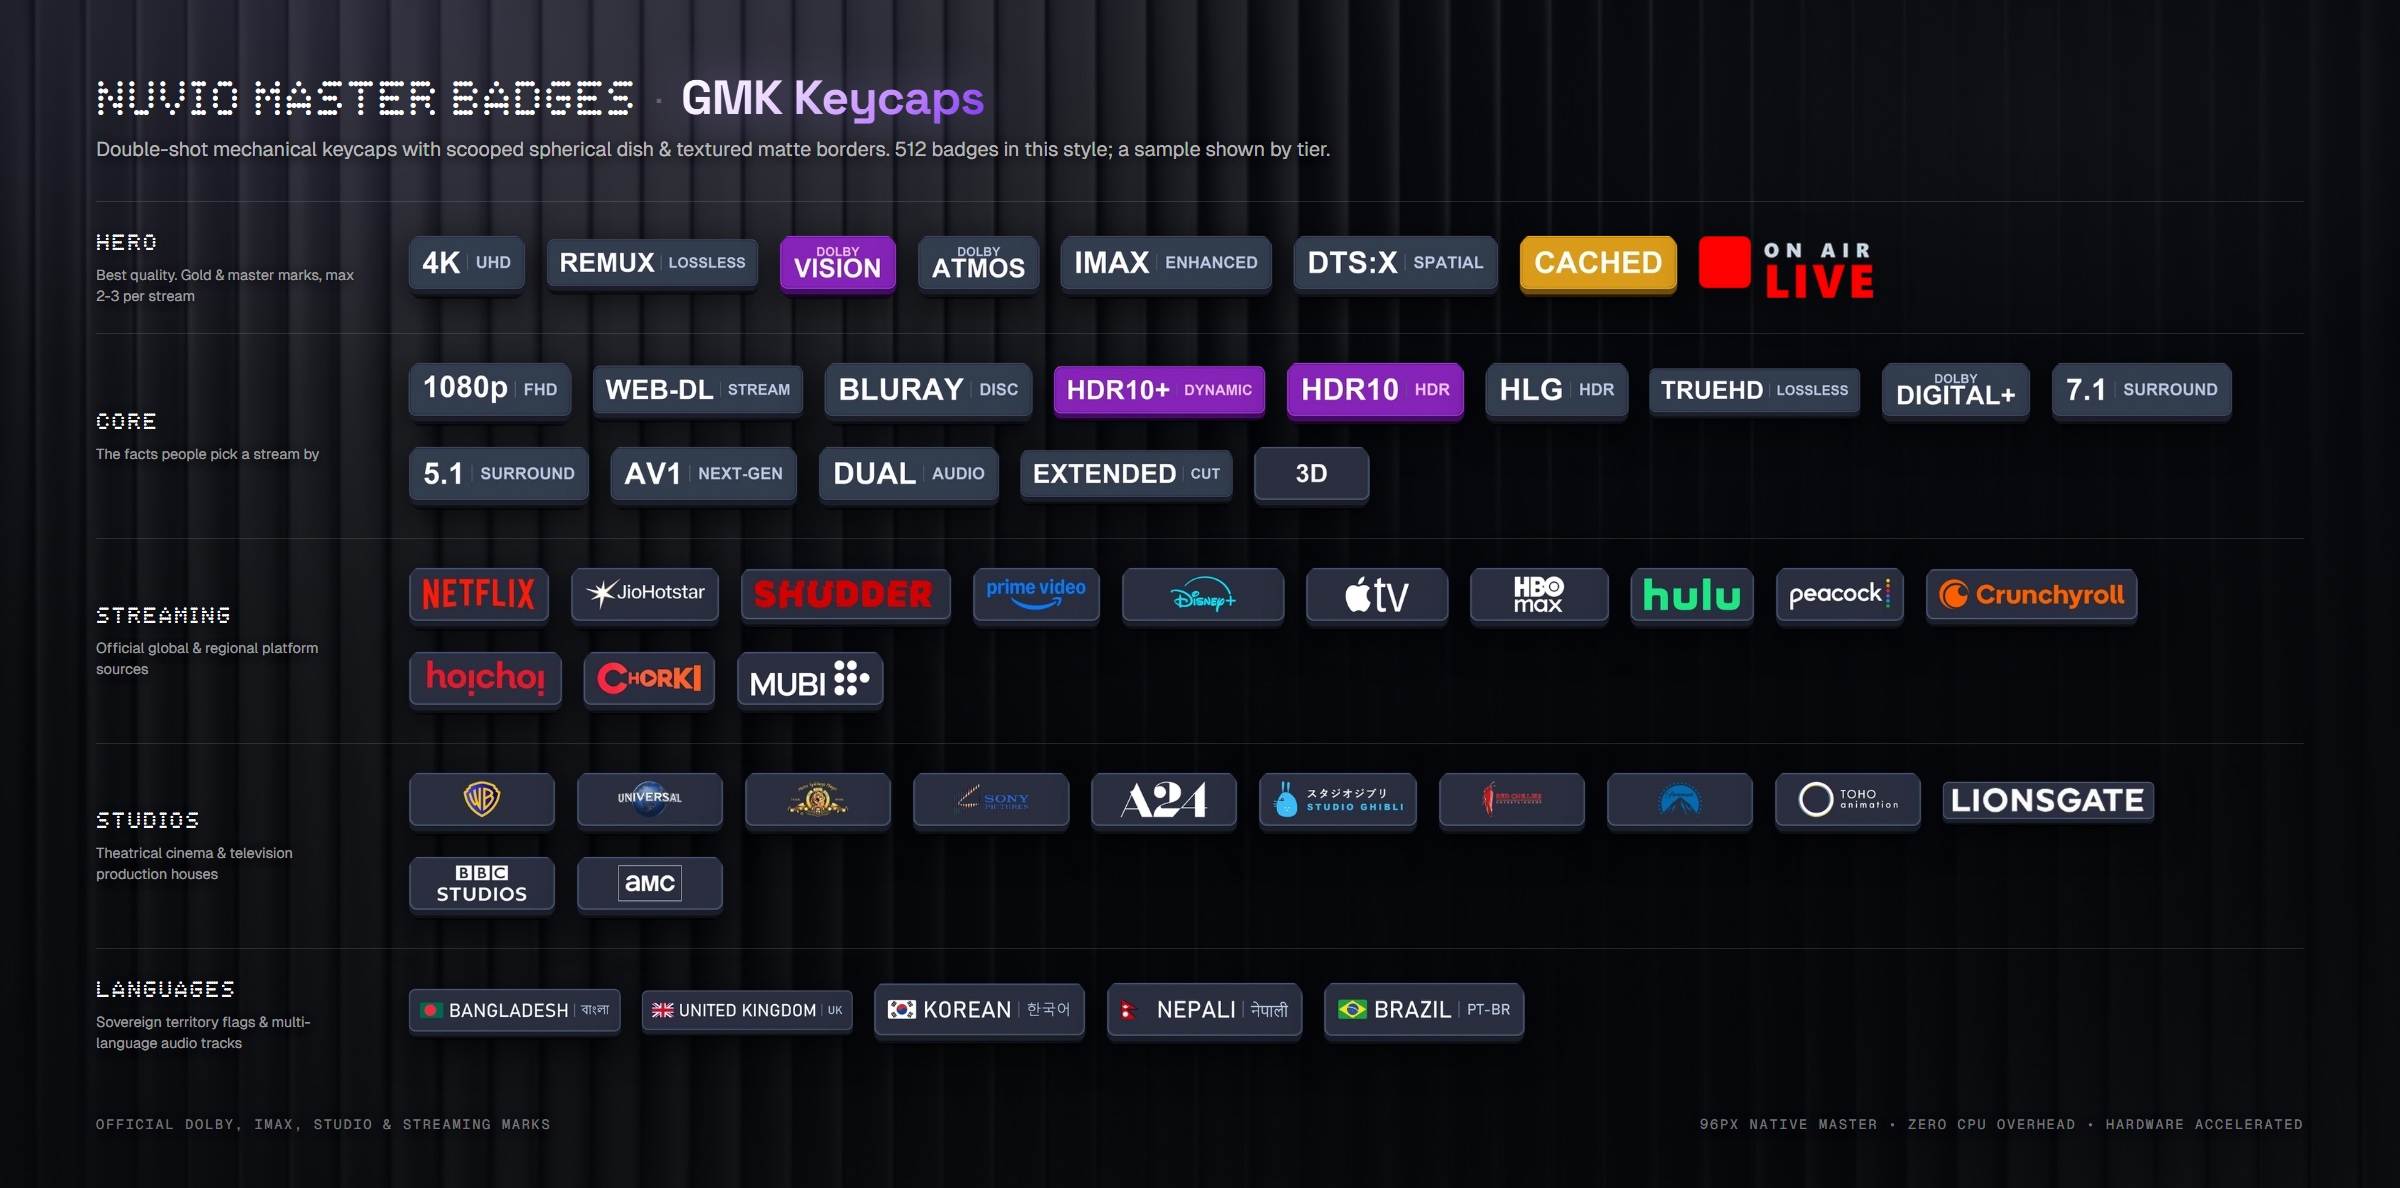 NUVIO MASTER BADGES · GMK Keycaps
Double-shot mechanical keycaps with scooped spherical dish & textured matte borders. 512 badges in this style; a sample shown by tier.
HERO
Best quality. Gold & master marks, max
2-3 per stream
4K UHD
REMUX LOSSLESS
DOLBY
VISION
DOLBY
ATMOS
IMAX ENHANCED
DTS:X SPATIAL
CACHED
ON AIR
LIVE
CORE
The facts people pick a stream by
1080p FHD
WEB-DL STREAM
BLURAY DISC
HDR10+ DYNAMIC
HDR10 HDR
HLG HDR
TRUEHD LOSSLESS
DOLBY
DIGITAL+
7.1 SURROUND
5.1 SURROUND
AV1 NEXT-GEN
DUAL AUDIO
EXTENDED CUT
3D
STREAMING
Official global & regional platform
sources
NETFLIX
JioHotstar
SHUDDER
prime video
Disney+
tv
HBO
max
hulu
peacock
Crunchyroll
hoichoi
CHORKI
MUBI
STUDIOS
Theatrical cinema & television
production houses
WB
UNIVERSAL
SONY
PICTURES
A24
スタジオジブリ
STUDIO GHIBLI
RED CHILLIES
ENTERTAINMENT
TOHO
animation
LIONSGATE
BBC
STUDIOS
aMC
LANGUAGES
Sovereign territory flags & multi-
language audio tracks
BANGLADESH বাংলা
UNITED KINGDOM UK
KOREAN 한국어
NEPALI नेपाली
BRAZIL PT-BR
OFFICIAL DOLBY, IMAX, STUDIO & STREAMING MARKS
96PX NATIVE MASTER • ZERO CPU OVERHEAD • HARDWARE ACCELERATED